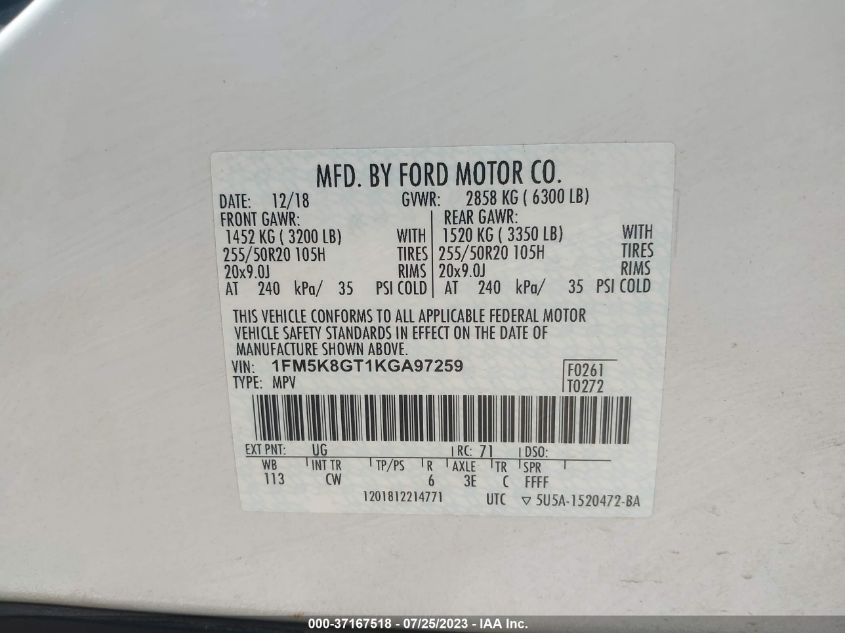 MFD. BY FORD MOTOR CO.
DATE: 12/18 GVWR: 2858 KG ( 6300 LB)
FRONT GAWR: REAR GAWR:
1452 KG ( 3200 LB) WITH 1520 KG ( 3350 LB) WITH
255/50R20 105H TIRES 255/50R20 105H TIRES
20x9.0J RIMS 20x9.0J RIMS
AT 240 kPa/ 35 PSI COLD AT 240 kPa/ 35 PSI COLD
THIS VEHICLE CONFORMS TO ALL APPLICABLE FEDERAL MOTOR
VEHICLE SAFETY STANDARDS IN EFFECT ON THE DATE OF
MANUFACTURE SHOWN ABOVE.
VIN: 1FM5K8GT1KGA97259 F0261
TYPE: MPV T0272
EXT PNT: UG RC: 71 DSO:
WB INT TR TP/PS R AXLE TR SPR
113 CW 6 3E C FFFF
1201812214771 UTC ▽ 5U5A-1520472-BA
000-37167518 - 07/25/2023 - IAA Inc.